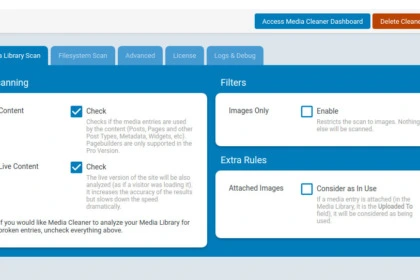 Access Media Cleaner Dashboard
Delete Cleane
a Library Scan
Filesystem Scan
Advanced
License
Logs & Debug
anning
Content
Check
Checks if the media entries are used
by the content (Posts, Pages and other
Post Types, Metadata, Widgets, etc).
Pagebuilders are only supported in the
Pro Version.
Live Content
Check
The live version of the site will be also
analyzed (as if a visitor was loading it).
It increases the accuracy of the results
but slows down the speed
dramatically.
f you would like Media Cleaner to analyze your Media Library for
broken entries, uncheck everything above.
Filters
Images Only
Enable
Restricts the scan to images. Nothing
else will be scanned.
Extra Rules
Attached Images
Consider as In Use
If a media entry is attached (in the
Media Library, it is the Uploaded To
field), it will be considered as being
used.